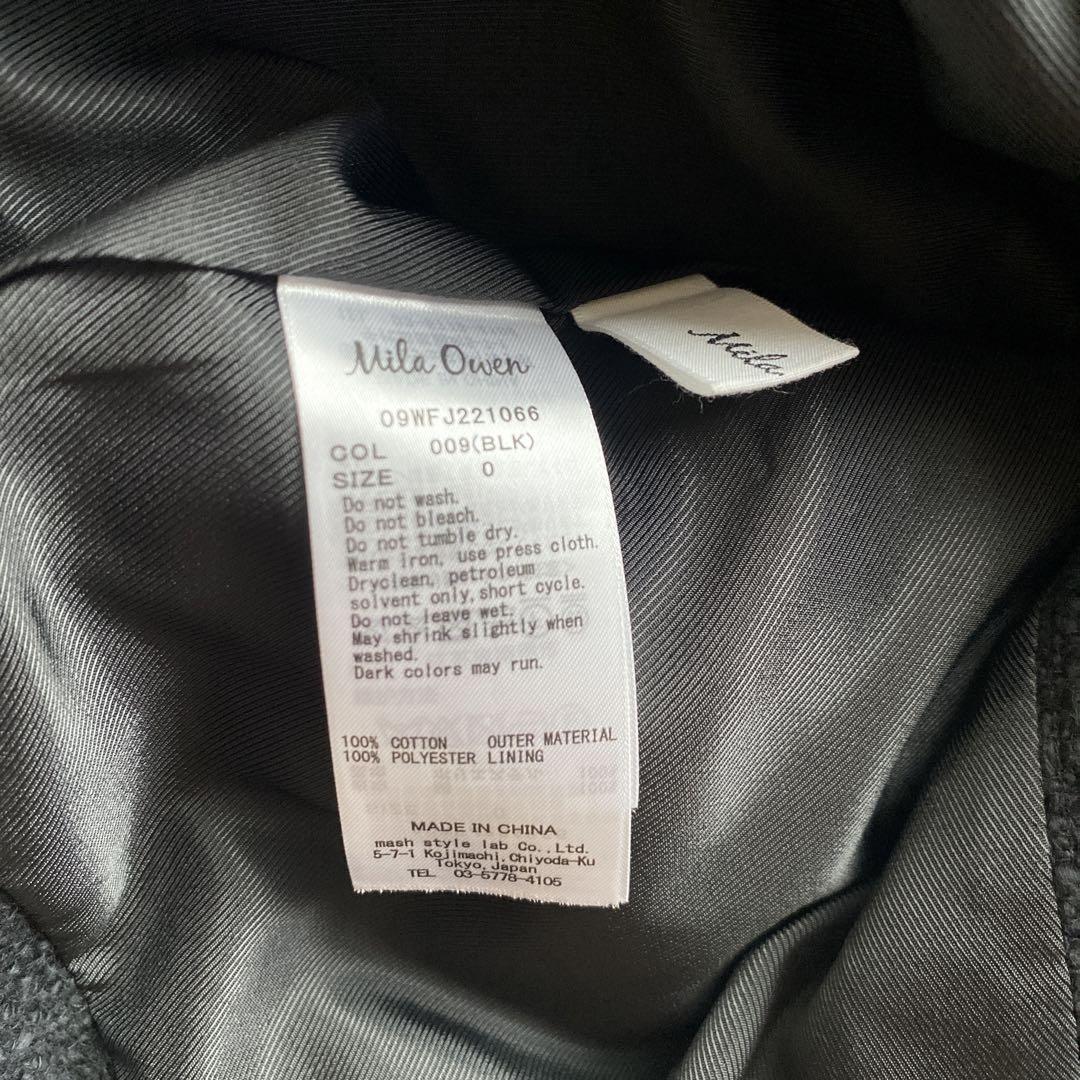 Mila Owen
09WFJ221066
COL 009(BLK)
SIZE 0
Do not wash.
Do not bleach.
Do not tumble dry.
Warm iron, use press cloth.
Dryclean, petroleum
solvent only, short cycle.
Do not leave wet.
May shrink slightly when
washed.
Dark colors may run.
100% COTTON OUTER MATERIAL
100% POLYESTER LINING
MADE IN CHINA
mash style lab Co., Ltd.
5-7-1 Kojimachi, Chiyoda-Ku
Tokyo, Japan
TEL 03-5778-4105
Mila